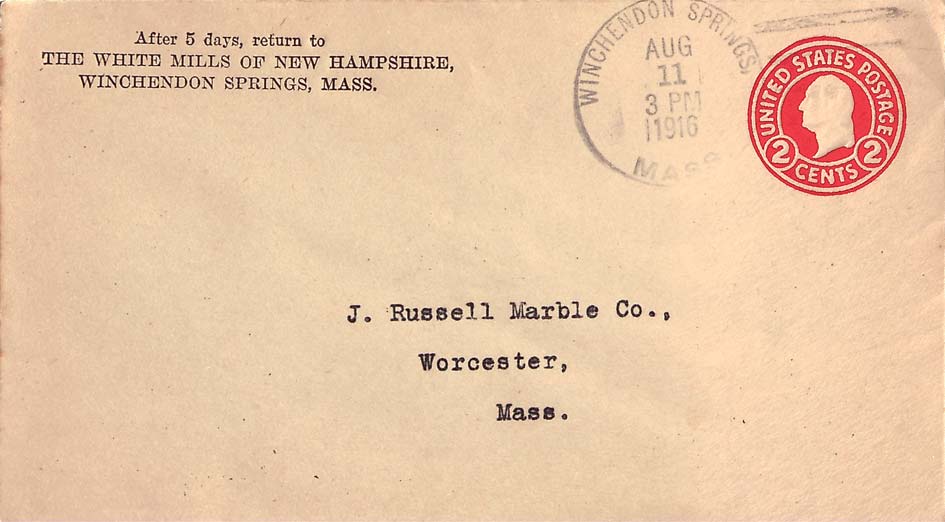 After 5 days, return to
THE WHITE MILLS OF NEW HAMPSHIRE,
WINCHENDON SPRINGS, MASS.
WINCHENDON SPRINGS,
AUG
11
3 PM
1916
MASS.
UNITED STATES POSTAGE
2 2
CENTS
J. Russell Marble Co.,
Worcester,
Mass.